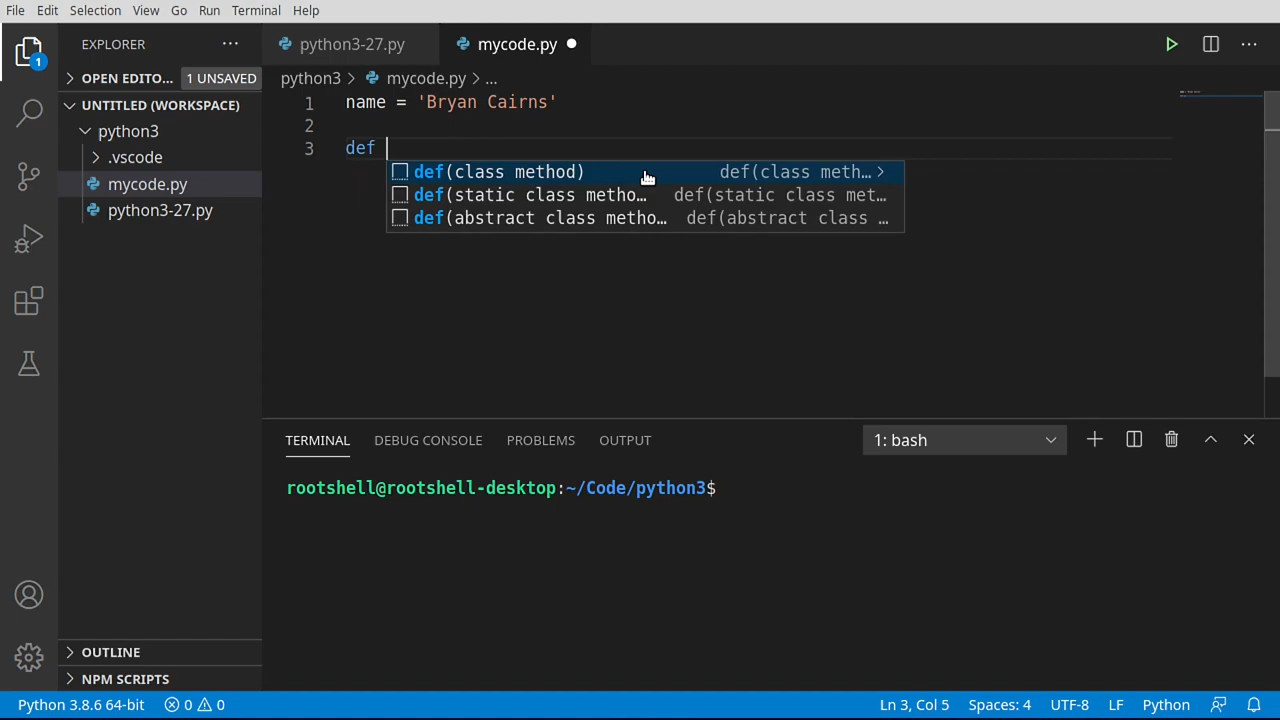 File Edit Selection View Go Run Terminal Help
EXPLORER
python3-27.py
mycode.py
OPEN EDITO... 1 UNSAVED
UNTITLED (WORKSPACE)
python3
.vscode
mycode.py
python3-27.py
OUTLINE
NPM SCRIPTS
1
python3 > mycode.py > ...
1 name = 'Bryan Cairns'
2
3 def
def(class method) def(class meth...
def(static class metho... def(static class met...
def(abstract class metho... def(abstract class ...
TERMINAL DEBUG CONSOLE PROBLEMS OUTPUT 1: bash
rootshell@rootshell-desktop:~/Code/python3$
Python 3.8.6 64-bit 0 0 Ln 3, Col 5 Spaces: 4 UTF-8 LF Python